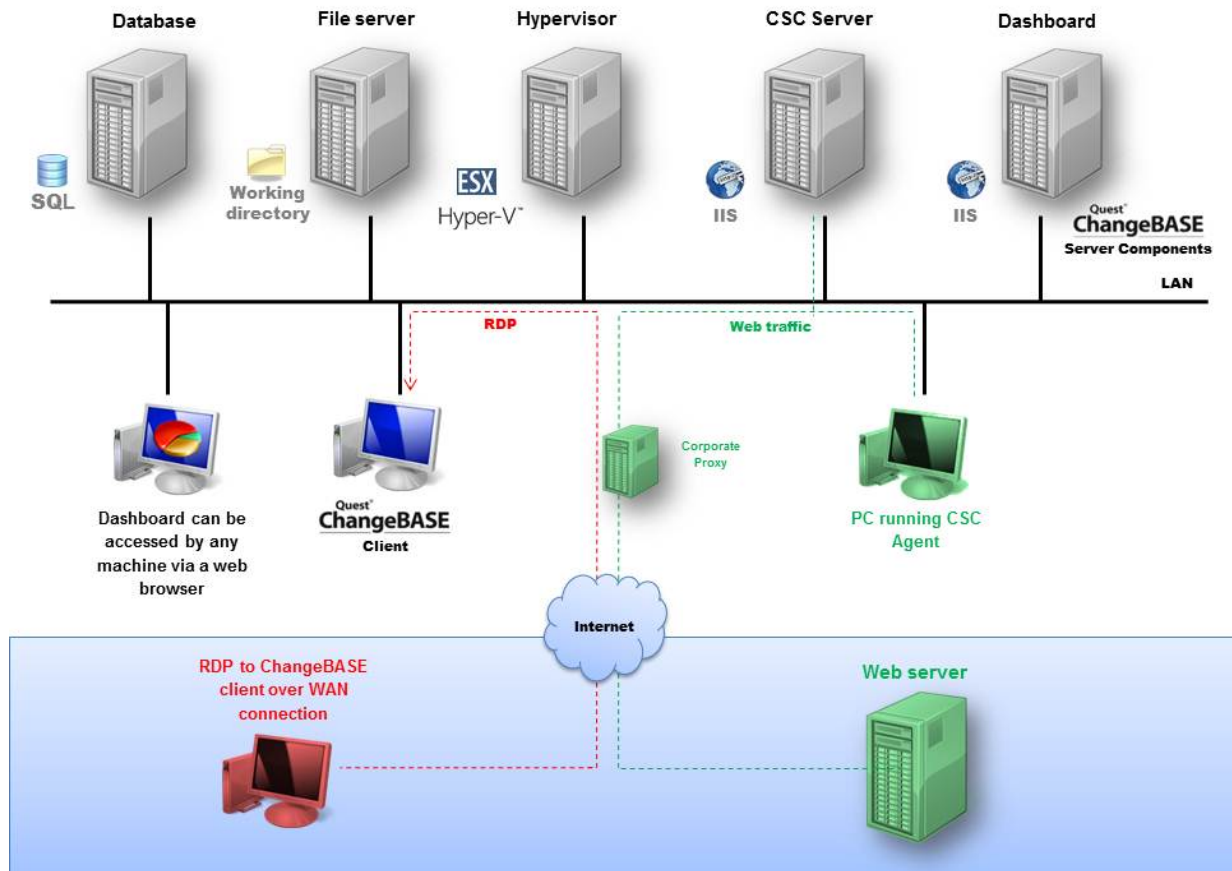 Database
File server
Hypervisor
CSC Server
Dashboard
SQL
Working
directory
ESX
Hyper-V™
IIS
IIS
Quest®
ChangeBASE
Server Components
LAN
RDP
Web traffic
Corporate
Proxy
Dashboard can be
accessed by any
machine via a web
browser
Quest®
ChangeBASE
Client
PC running CSC
Agent
Internet
RDP to ChangeBASE
client over WAN
connection
Web server